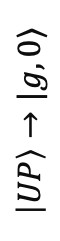 |UP⟩ → |g, 0⟩